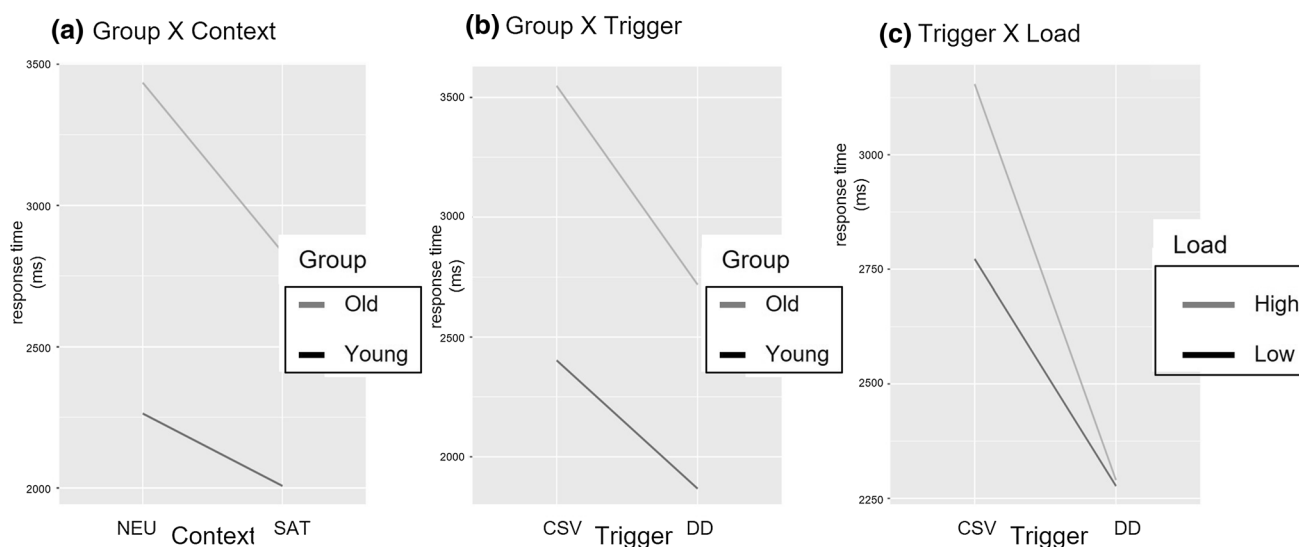 (a) Group X Context
3500
3000
2500
2000
response time
(ms)
NEU
SAT
Context
Group
Old
Young
(b) Group X Trigger
3500
3000
2500
2000
response time
(ms)
CSV
DD
Trigger
Group
Old
Young
(c) Trigger X Load
3000
2750
2500
2250
response time
(ms)
CSV
DD
Trigger
Load
High
Low